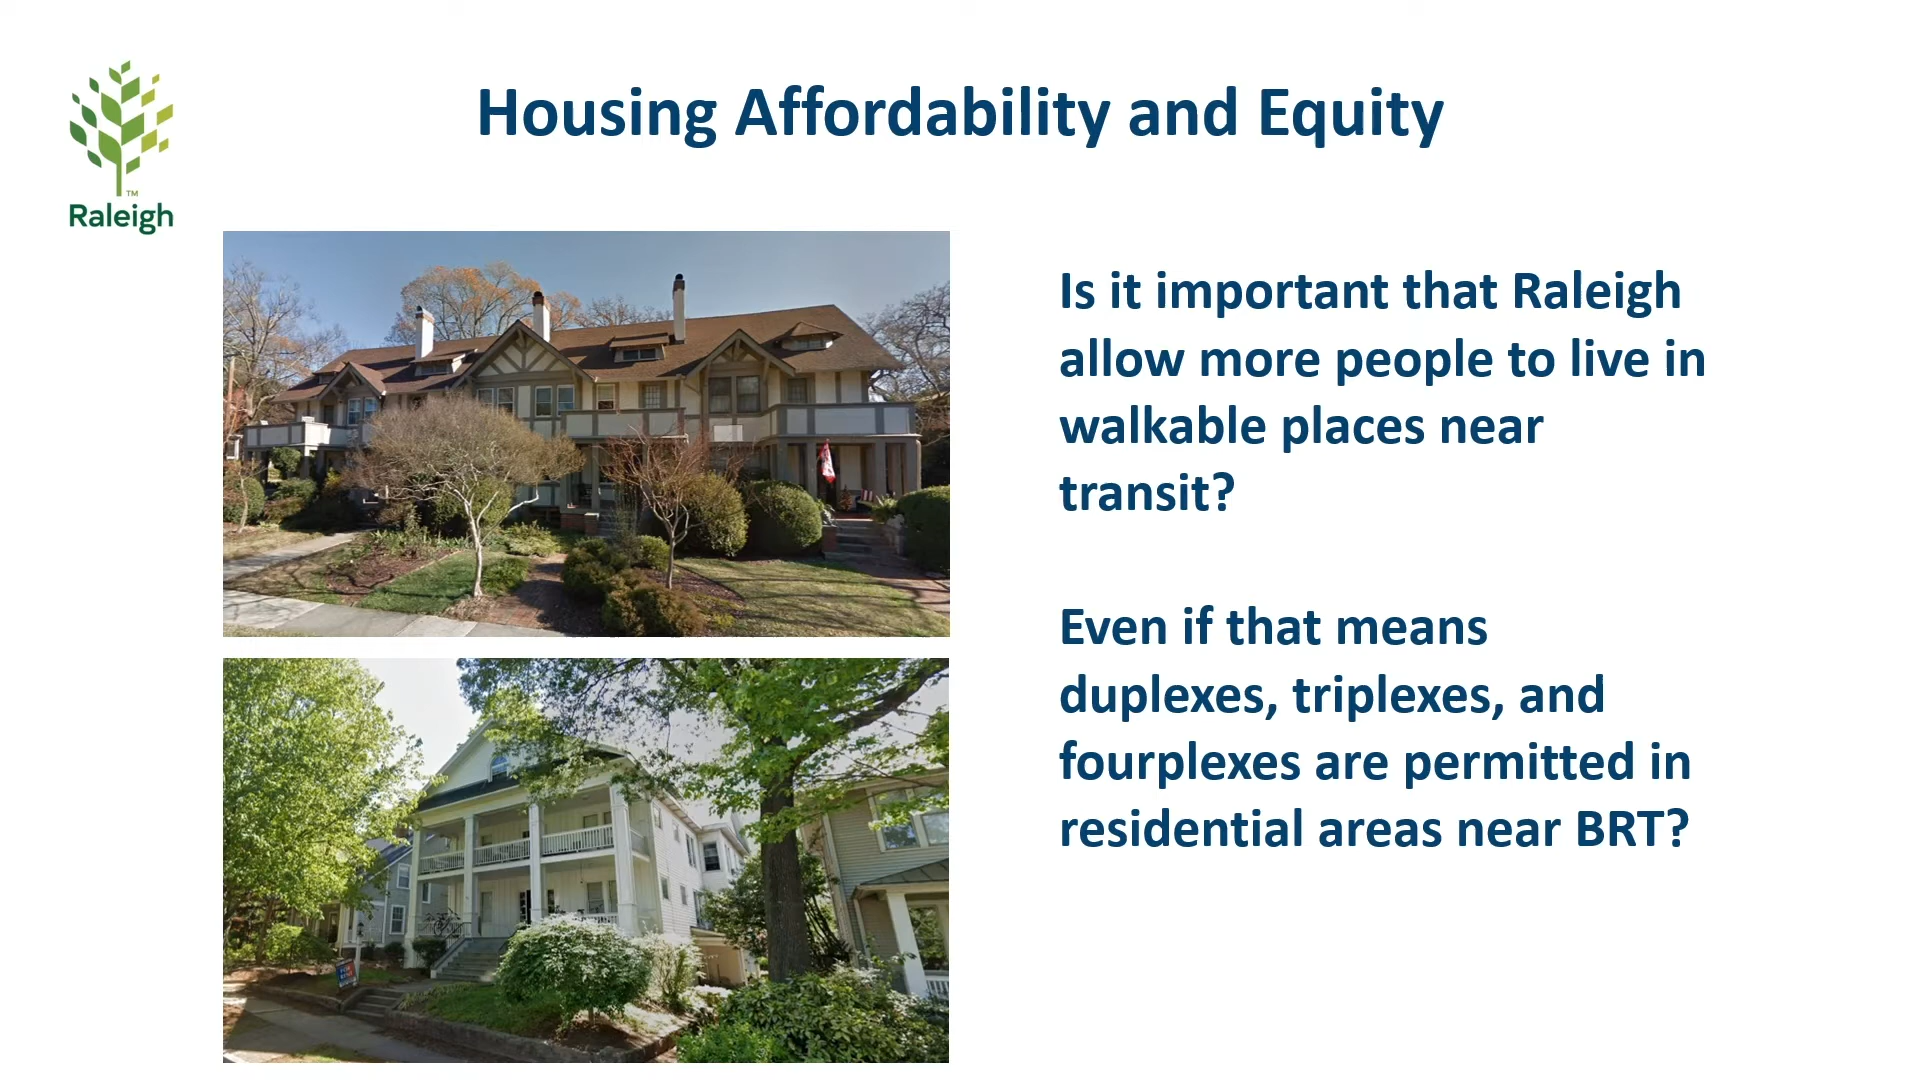 Housing Affordability and Equity
TM
Raleigh
Is it important that Raleigh
allow more people to live in
walkable places near
transit?
Even if that means
duplexes, triplexes, and
fourplexes are permitted in
residential areas near BRT?